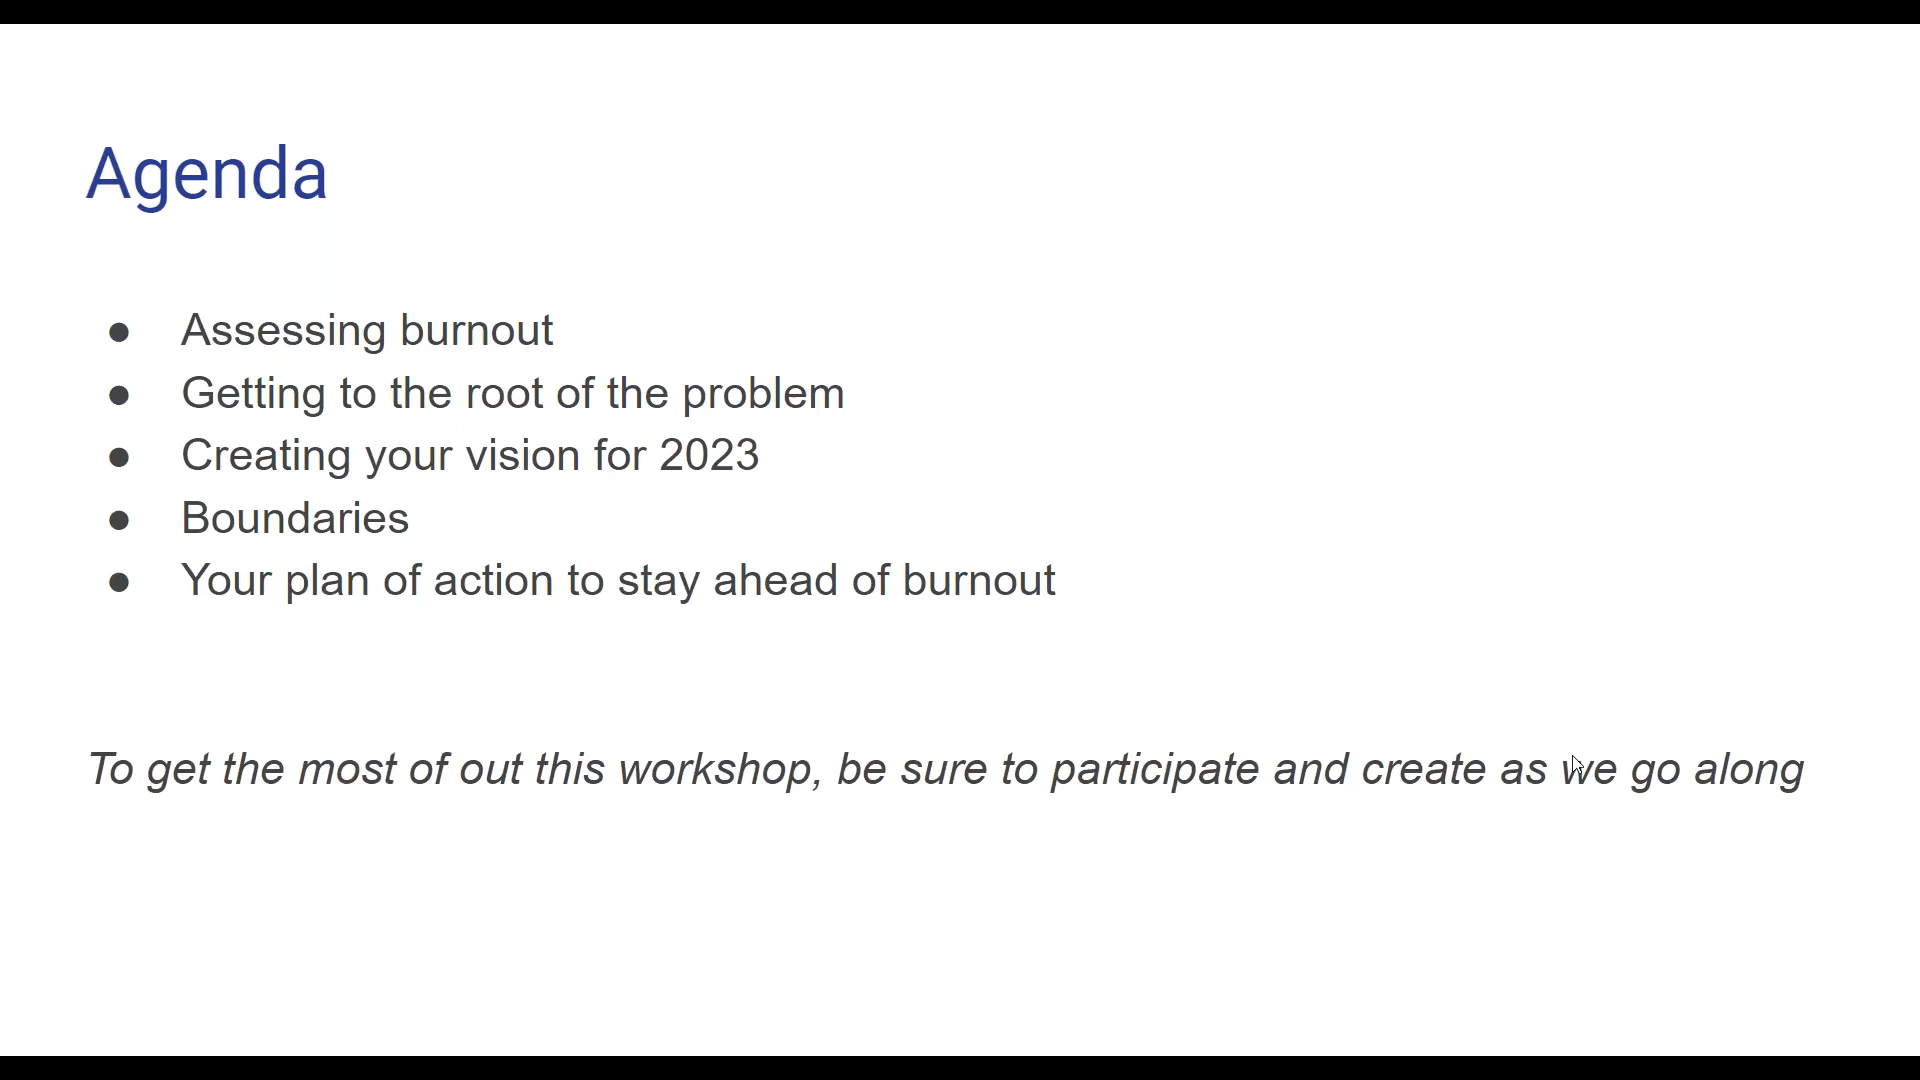 Agenda
● Assessing burnout
● Getting to the root of the problem
● Creating your vision for 2023
● Boundaries
● Your plan of action to stay ahead of burnout
To get the most of out this workshop, be sure to participate and create as we go along